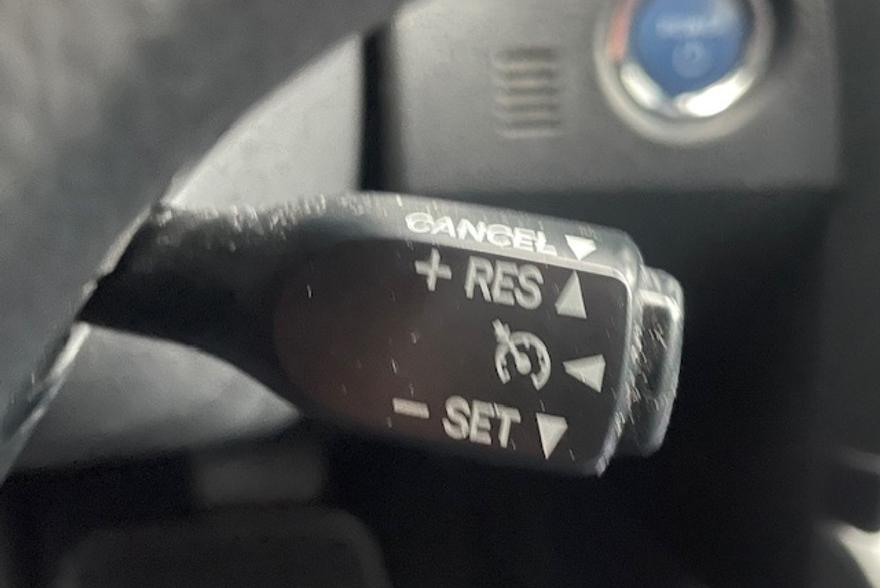 CANCEL
+ RES
- SET